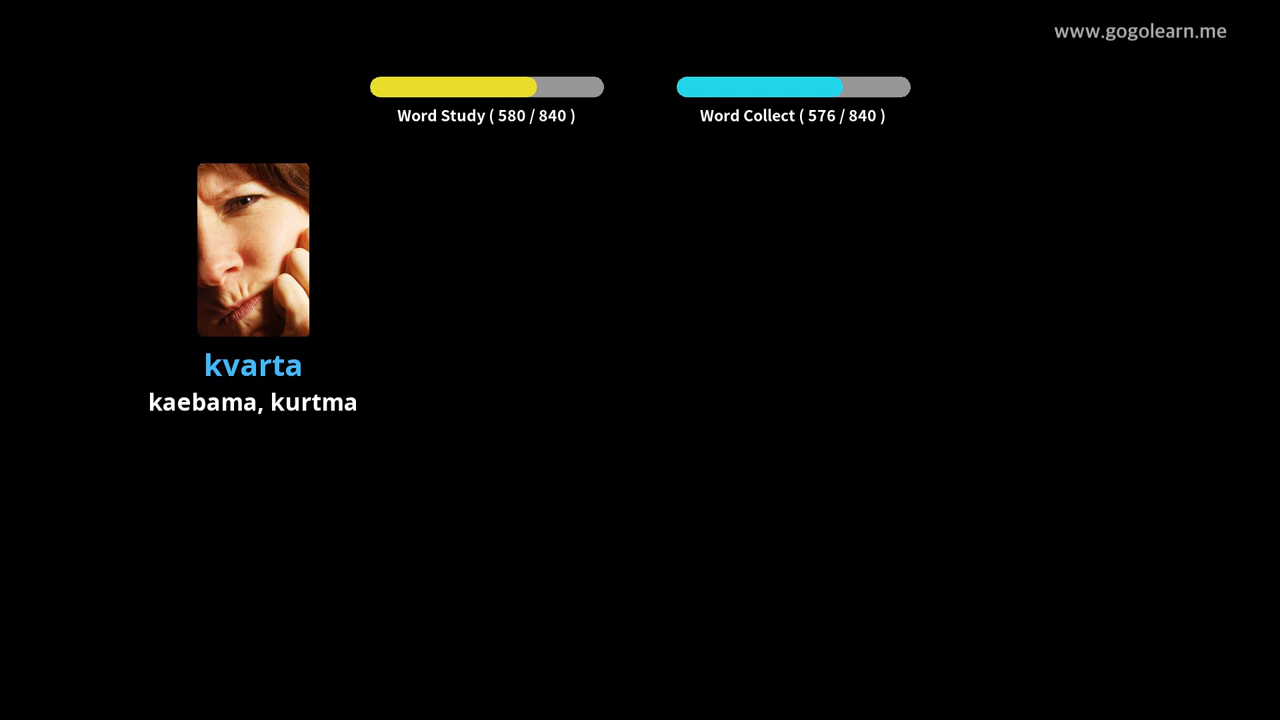 www.gogolearn.me
Word Study ( 580 / 840 )
Word Collect ( 576 / 840 )
kvarta
kaebama, kurtma